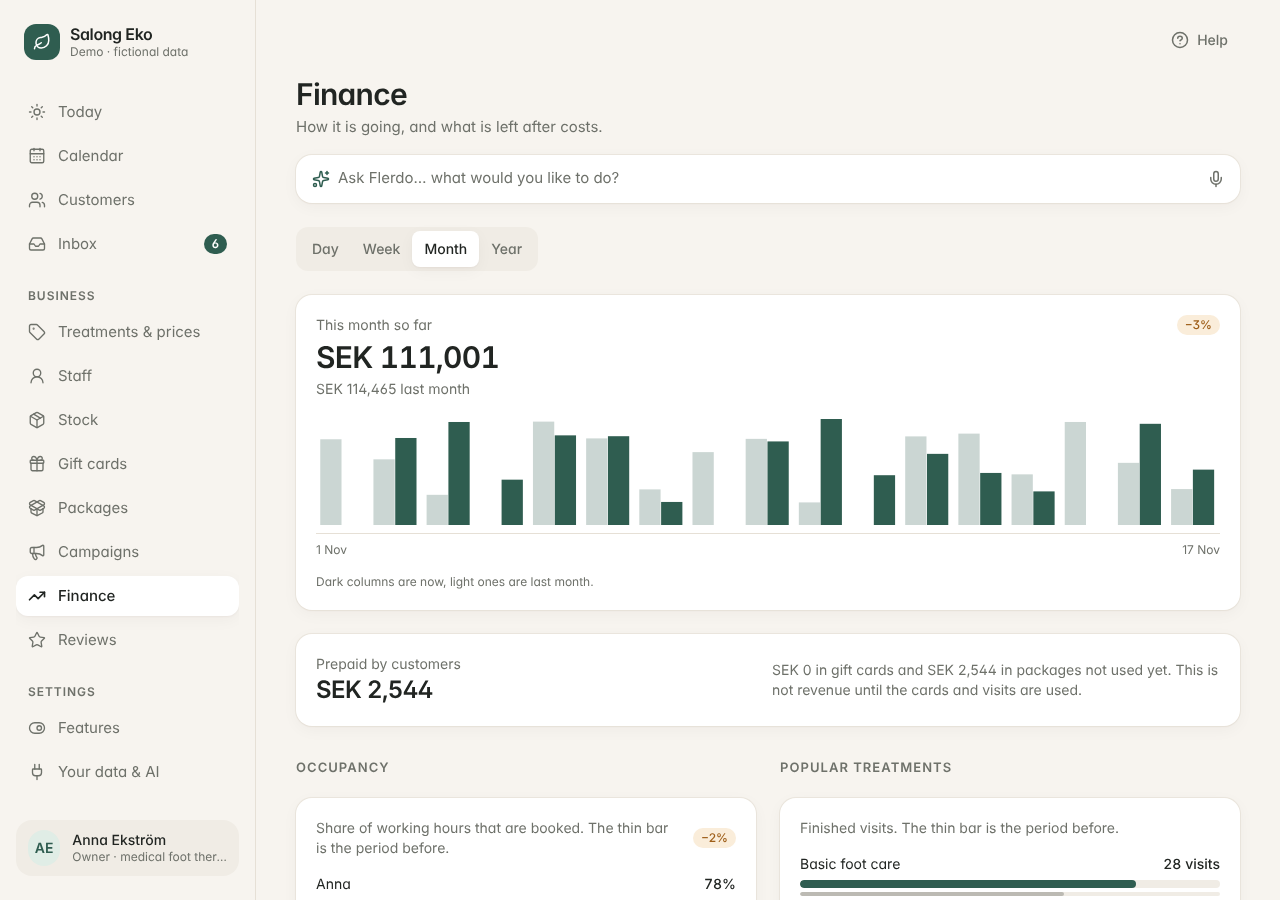 Salong Eko
Demo · fictional data
Today
Calendar
Customers
Inbox
6
BUSINESS
Treatments & prices
Staff
Stock
Gift cards
Packages
Campaigns
Finance
Reviews
SETTINGS
Features
Your data & AI
AE
Anna Ekström
Owner · medical foot ther...
Help
Finance
How it is going, and what is left after costs.
Ask Flerdo... what would you like to do?
Day
Week
Month
Year
This month so far
−3%
SEK 111,001
SEK 114,465 last month
1 Nov
17 Nov
Dark columns are now, light ones are last month.
Prepaid by customers
SEK 2,544
SEK 0 in gift cards and SEK 2,544 in packages not used yet. This is
not revenue until the cards and visits are used.
OCCUPANCY
Share of working hours that are booked. The thin bar
is the period before.
−2%
Anna
78%
POPULAR TREATMENTS
Finished visits. The thin bar is the period before.
Basic foot care
28 visits